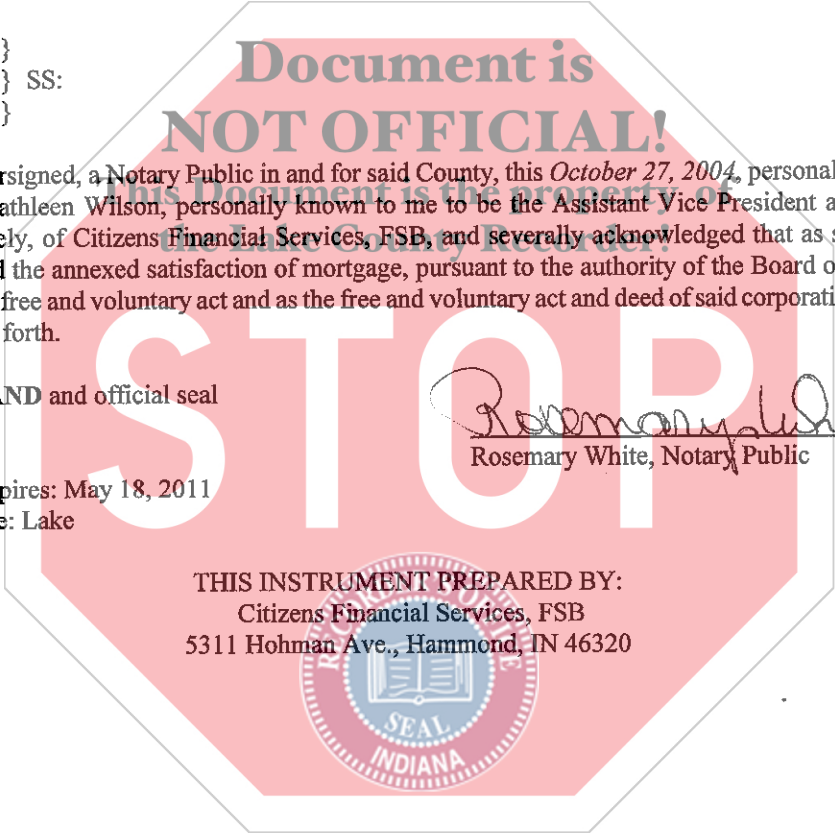 }
} SS:
}
Document is
NOT OFFICIAL!
This Document is the property of
the Lake County Recorder!
rsigned, a Notary Public in and for said County, this October 27, 2004, personal
athleen Wilson, personally known to me to be the Assistant Vice President a
ely, of Citizens Financial Services, FSB, and severally acknowledged that as s
d the annexed satisfaction of mortgage, pursuant to the authority of the Board o
free and voluntary act and as the free and voluntary act and deed of said corporati
forth.
STOP
AND and official seal
Rosemary Wh
Rosemary White, Notary Public
pires: May 18, 2011
e: Lake
THIS INSTRUMENT PREPARED BY:
Citizens Financial Services, FSB
5311 Hohman Ave., Hammond, IN 46320
SEAL
INDIANA